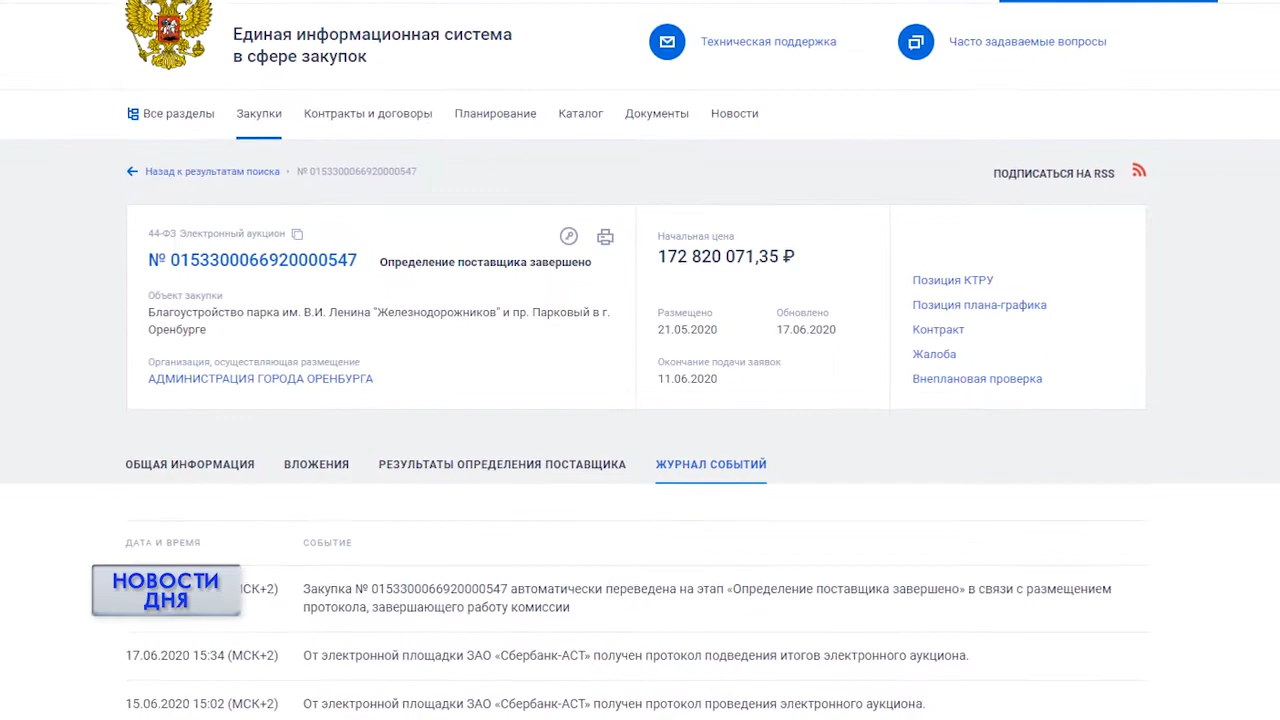 Единая информационная система
в сфере закупок
Техническая поддержка
Часто задаваемые вопросы
Все разделы
Закупки
Контракты и договоры
Планирование
Каталог
Документы
Новости
Назад к результатам поиска
№ 0153300066920000547
ПОДПИСАТЬСЯ НА RSS
44-ФЗ Электронный аукцион
№ 0153300066920000547
Определение поставщика завершено
Объект закупки
Благоустройство парка им. В.И. Ленина "Железнодорожников" и пр. Парковый в г.
Оренбурге
Организация, осуществляющая размещение
АДМИНИСТРАЦИЯ ГОРОДА ОРЕНБУРГА
Начальная цена
172 820 071,35 ₽
Размещено
Обновлено
21.05.2020
17.06.2020
Окончание подачи заявок
11.06.2020
Позиция КТРУ
Позиция плана-графика
Контракт
Жалоба
Внеплановая проверка
ОБЩАЯ ИНФОРМАЦИЯ
ВЛОЖЕНИЯ
РЕЗУЛЬТАТЫ ОПРЕДЕЛЕНИЯ ПОСТАВЩИКА
ЖУРНАЛ СОБЫТИЙ
ДАТА И ВРЕМЯ
СОБЫТИЕ
НОВОСТИ
ДНЯ
Закупка № 0153300066920000547 автоматически переведена на этап «Определение поставщика завершено» в связи с размещением
протокола, завершающего работу комиссии
17.06.2020 15:34 (МСК+2)
От электронной площадки ЗАО «Сбербанк-АСТ» получен протокол подведения итогов электронного аукциона.
15.06.2020 15:02 (МСК+2)
От электронной площадки ЗАО «Сбербанк-АСТ» получен протокол проведения электронного аукциона.